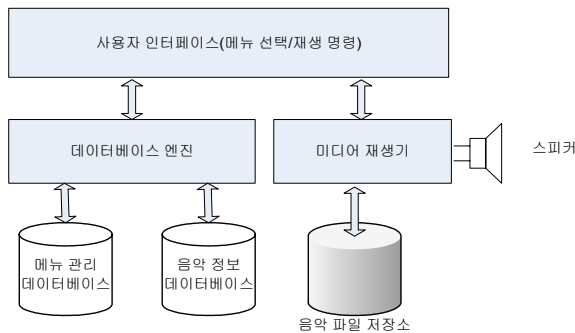 사용자 인터페이스(메뉴 선택/재생 명령)
데이터베이스 엔진
미디어 재생기
스피커
메뉴 관리
데이터베이스
음악 정보
데이터베이스
음악 파일 저장소